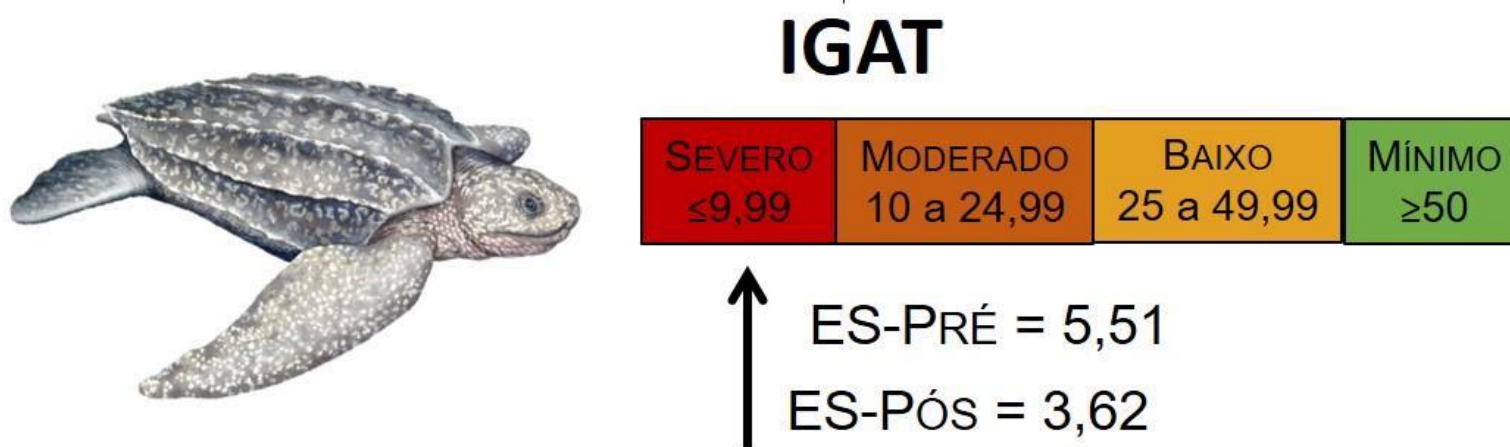 IGAT
SEVERO MODERADO BAIXO MÍNIMO
≤9,99 10 a 24,99 25 a 49,99 ≥50
ES-PRÉ = 5,51
ES-PÓS = 3,62